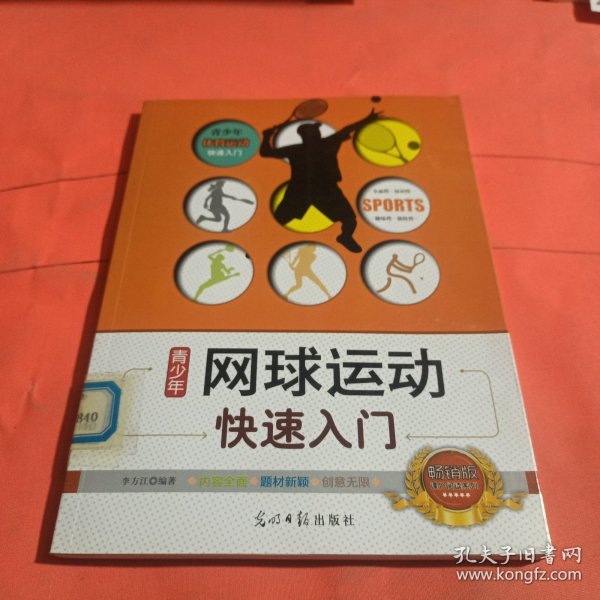 青少年
体育运动
快速入门
SPORTS
青少年
网球运动
快速入门
840
李方江◎编著
内容全面 题材新颖 创意无限
畅销版
★★★★★
光明日报出版社
孔夫子旧书网
www.kongfz.com